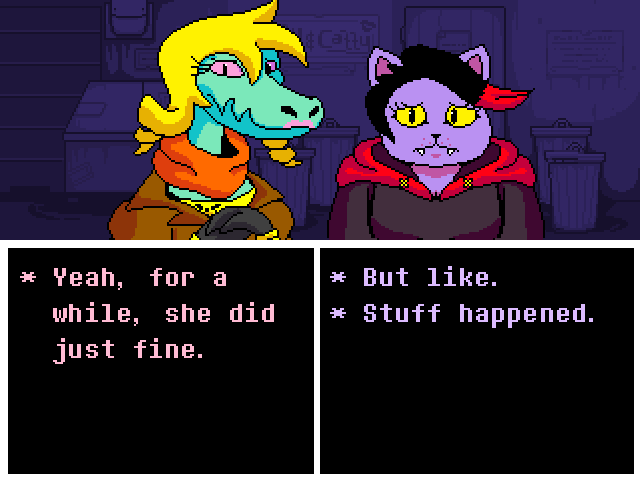 * Yeah, for a
while, she did
just fine.
* But like.
* Stuff happened.